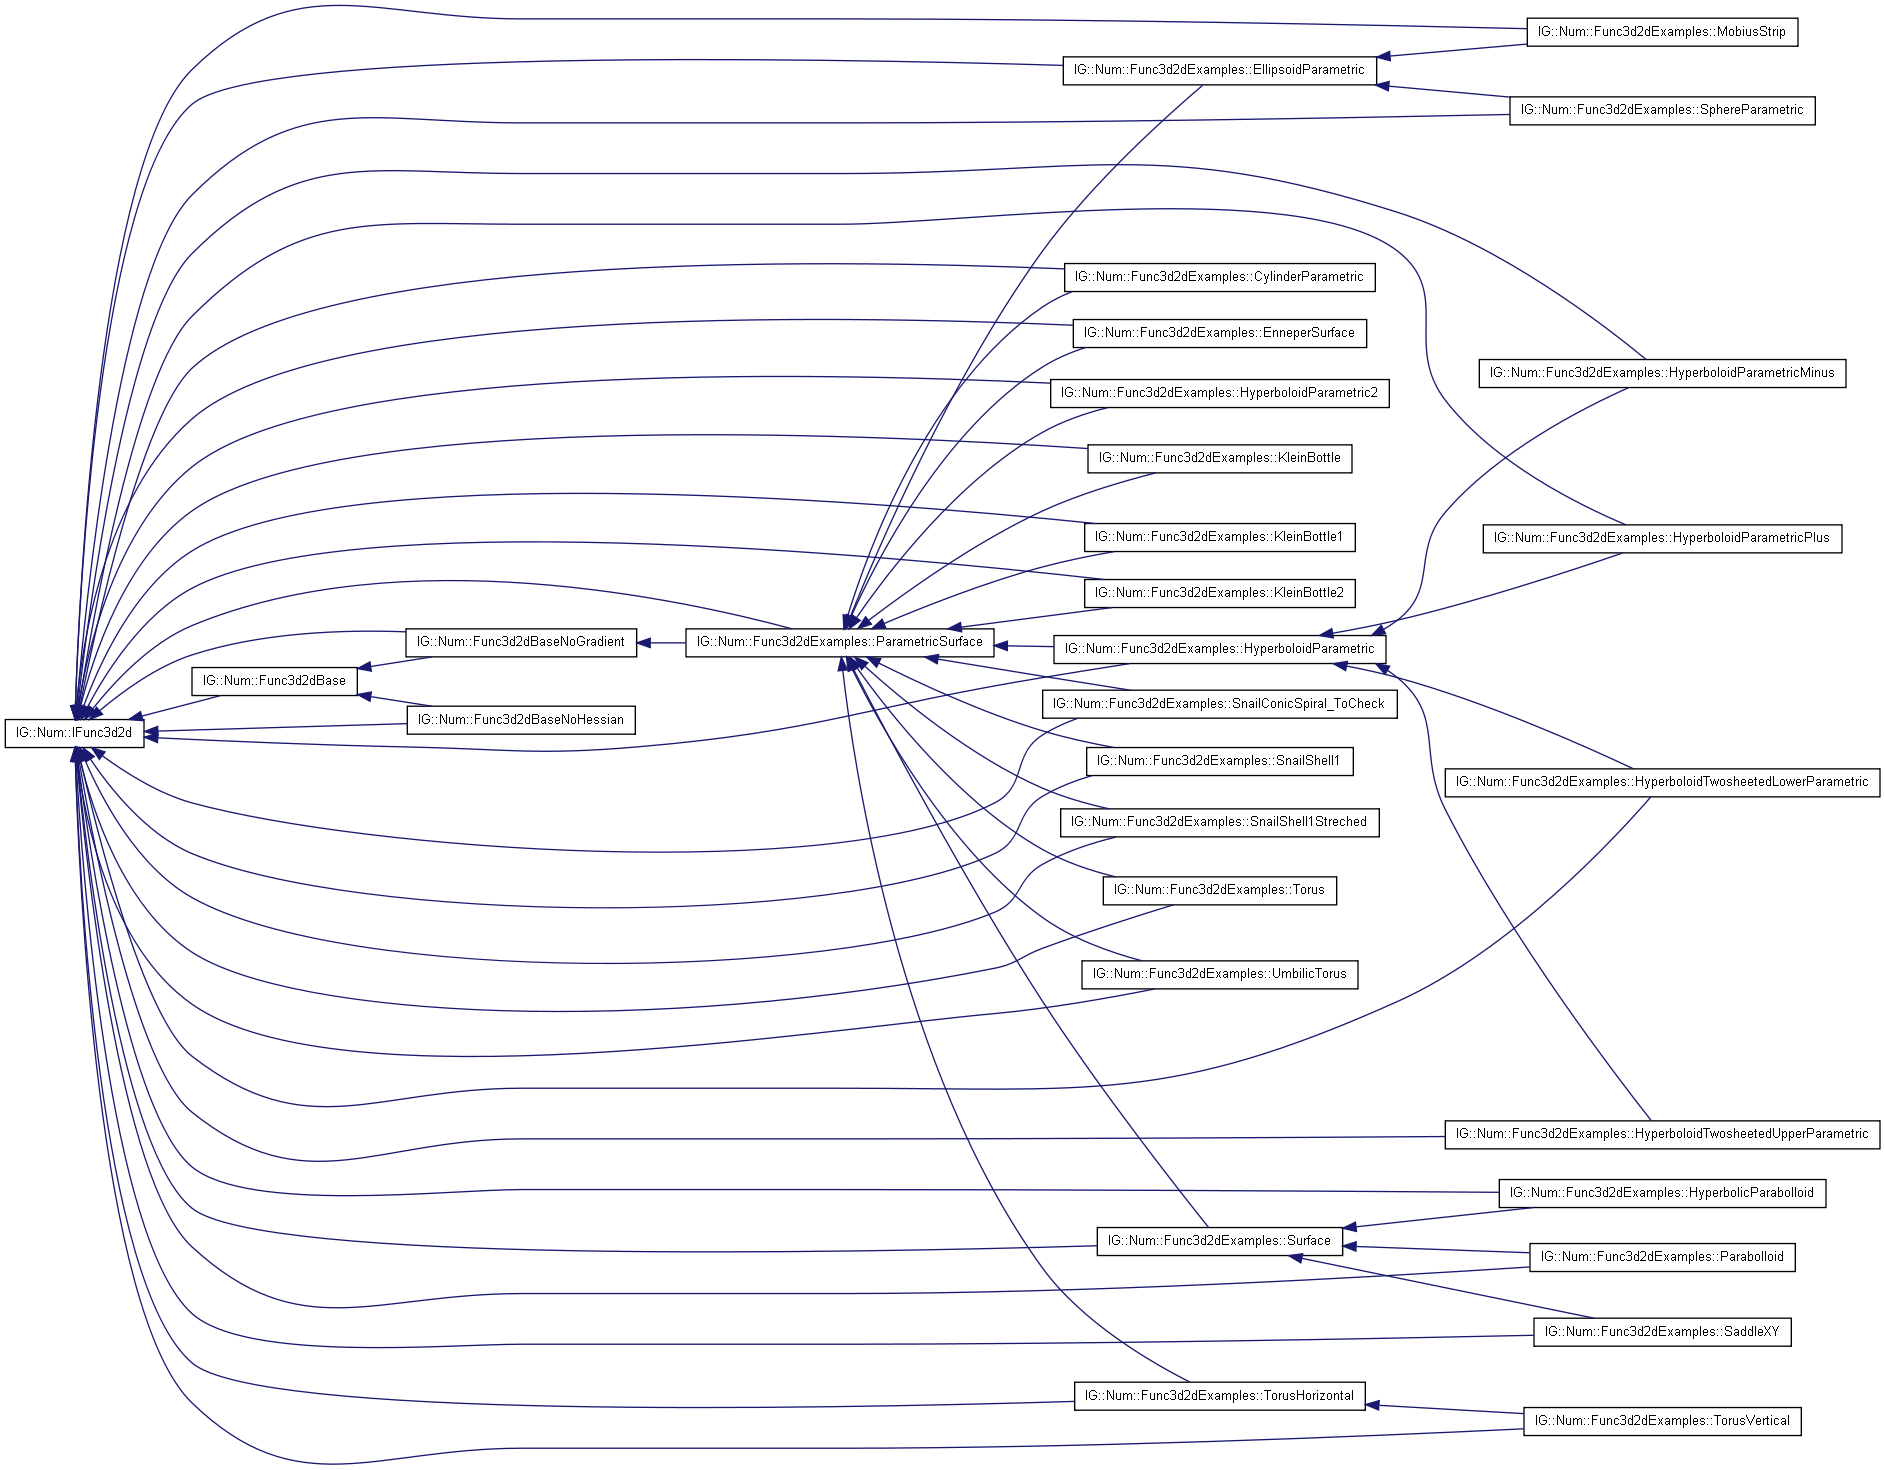 IG::Num::Func3d2dExamples::MobiusStrip
IG::Num::Func3d2dExamples::EllipsoidParametric
IG::Num::Func3d2dExamples::SphereParametric
IG::Num::Func3d2dExamples::CylinderParametric
IG::Num::Func3d2dExamples::EnneperSurface
IG::Num::Func3d2dExamples::HyperboloidParametricMinus
IG::Num::Func3d2dExamples::HyperboloidParametric2
IG::Num::Func3d2dExamples::KleinBottle
IG::Num::Func3d2dExamples::KleinBottle1
IG::Num::Func3d2dExamples::HyperboloidParametricPlus
IG::Num::Func3d2dExamples::KleinBottle2
IG::Num::Func3d2dBaseNoGradient
IG::Num::Func3d2dExamples::ParametricSurface
IG::Num::Func3d2dExamples::HyperboloidParametric
IG::Num::Func3d2dBase
IG::Num::Func3d2dExamples::SnailConicSpiral_ToCheck
IG::Num::Func3d2dBaseNoHessian
IG::Num::IFunc3d2d
IG::Num::Func3d2dExamples::SnailShell1
IG::Num::Func3d2dExamples::HyperboloidTwosheetedLowerParametric
IG::Num::Func3d2dExamples::SnailShell1Streched
IG::Num::Func3d2dExamples::Torus
IG::Num::Func3d2dExamples::UmbilicTorus
IG::Num::Func3d2dExamples::HyperboloidTwosheetedUpperParametric
IG::Num::Func3d2dExamples::HyperbolicParabolloid
IG::Num::Func3d2dExamples::Surface
IG::Num::Func3d2dExamples::Parabolloid
IG::Num::Func3d2dExamples::SaddleXY
IG::Num::Func3d2dExamples::TorusHorizontal
IG::Num::Func3d2dExamples::TorusVertical